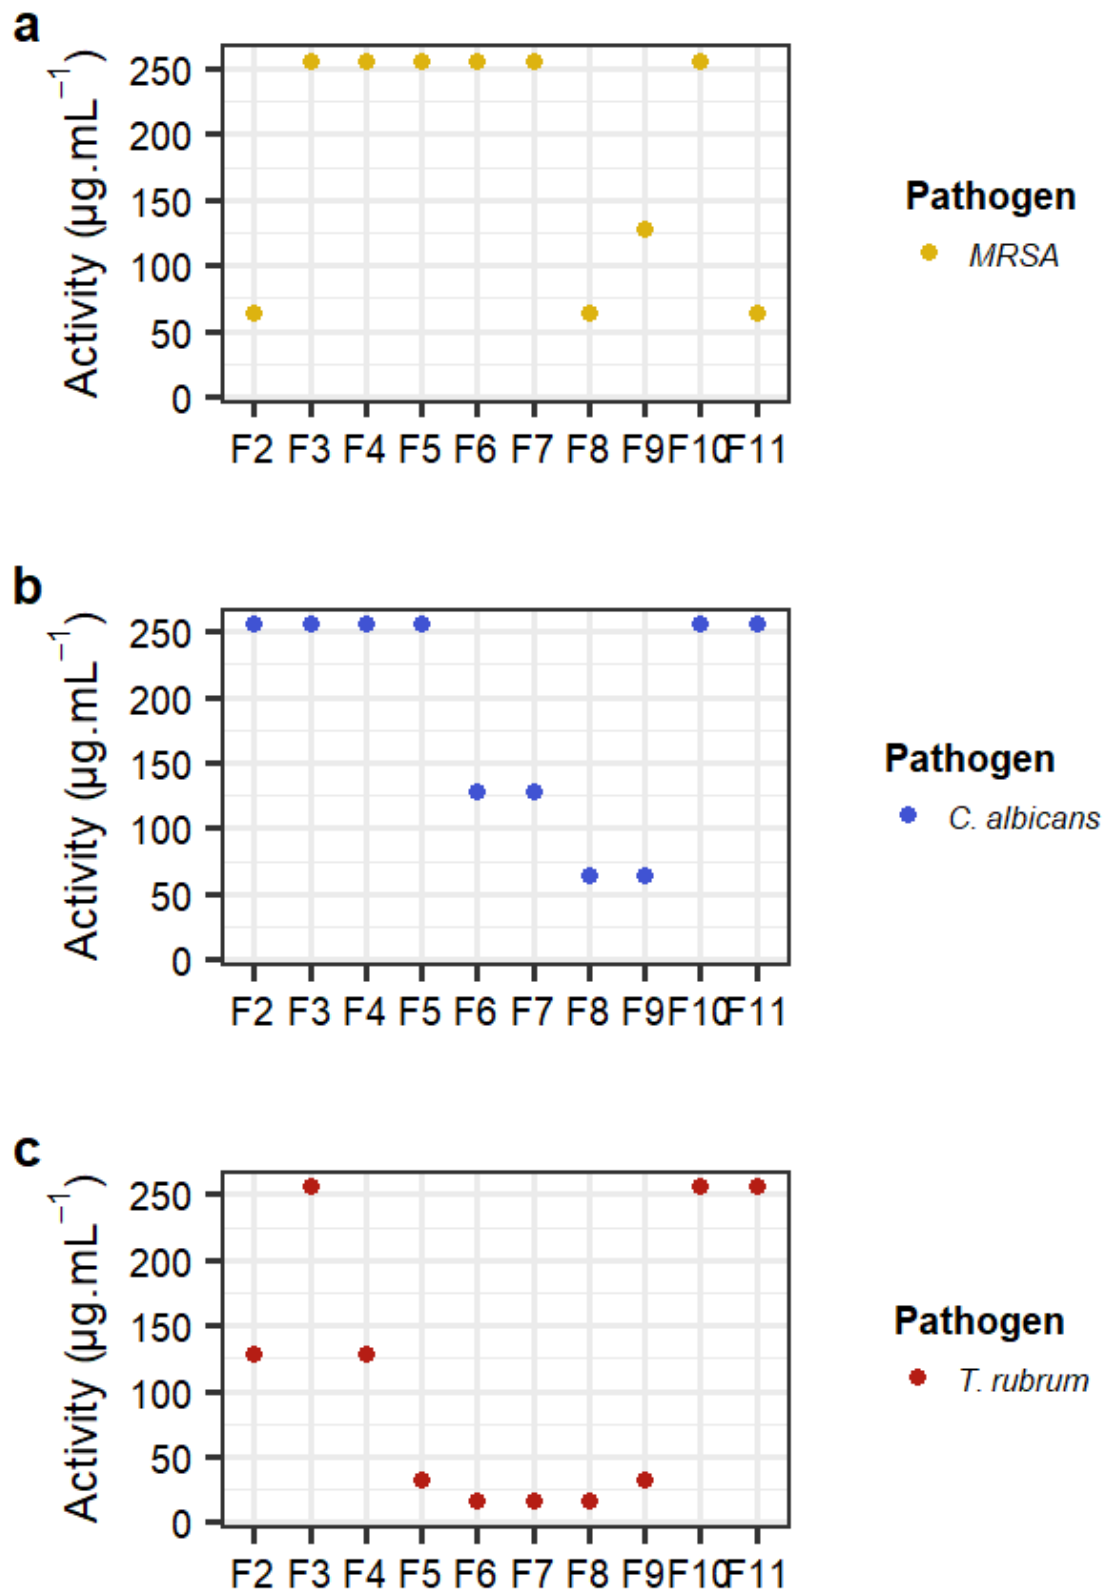 a
Activity (µg.mL⁻¹)
250
200
150
100
50
0
F2 F3 F4 F5 F6 F7 F8 F9 F10 F11
Pathogen
MRSA
b
Activity (µg.mL⁻¹)
250
200
150
100
50
0
F2 F3 F4 F5 F6 F7 F8 F9 F10 F11
Pathogen
C. albicans
c
Activity (µg.mL⁻¹)
250
200
150
100
50
0
F2 F3 F4 F5 F6 F7 F8 F9 F10 F11
Pathogen
T. rubrum